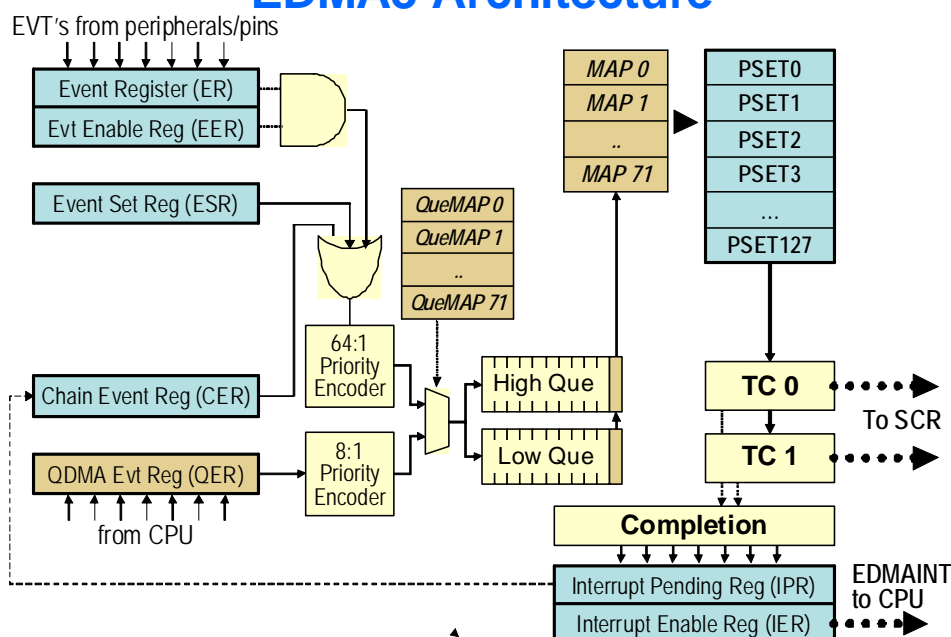 EDMA3 Architecture
EVT's from peripherals/pins
Event Register (ER)
Evt Enable Reg (EER)
Event Set Reg (ESR)
Chain Event Reg (CER)
QDMA Evt Reg (QER)
from CPU
64:1
Priority
Encoder
8:1
Priority
Encoder
QueMAP 0
QueMAP 1
..
QueMAP 71
High Que
Low Que
MAP 0
MAP 1
..
MAP 71
PSET0
PSET1
PSET2
PSET3
...
PSET127
TC 0
To SCR
TC 1
Completion
Interrupt Pending Reg (IPR)
Interrupt Enable Reg (IER)
EDMAINT
to CPU